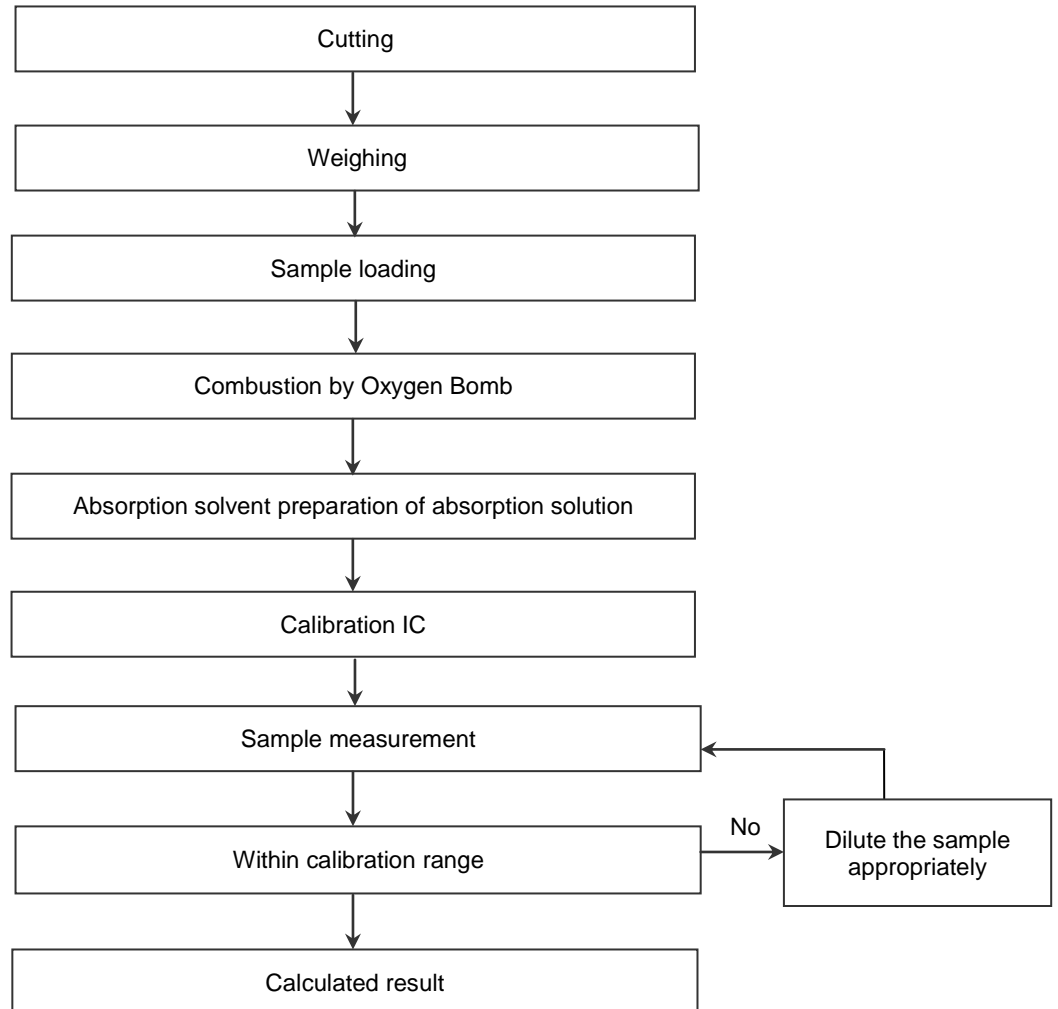 Cutting
Weighing
Sample loading
Combustion by Oxygen Bomb
Absorption solvent preparation of absorption solution
Calibration IC
Sample measurement
Within calibration range
No
Dilute the sample
appropriately
Calculated result